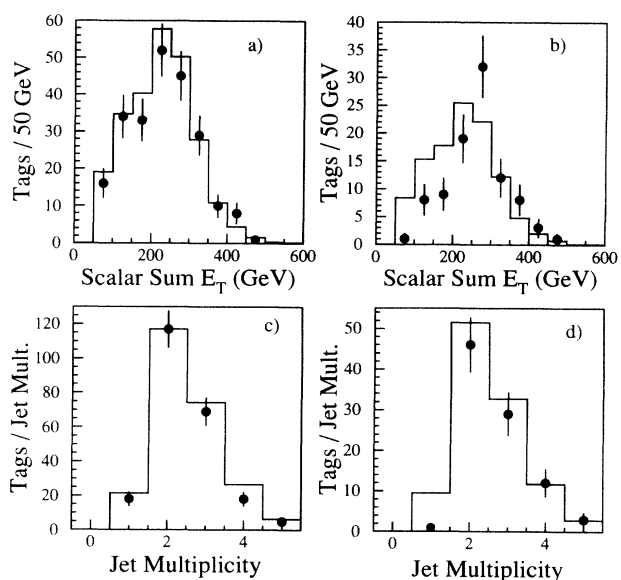 60
50
40
30
20
10
0
a)
Tags / 50 GeV
0 200 400 600
Scalar Sum E_T (GeV)
40
35
30
25
20
15
10
5
0
b)
Tags / 50 GeV
0 200 400 600
Scalar Sum E_T (GeV)
120
100
80
60
40
20
0
c)
Tags / Jet Mult.
0 2 4
Jet Multiplicity
50
40
30
20
10
0
d)
Tags / Jet Mult.
0 2 4
Jet Multiplicity